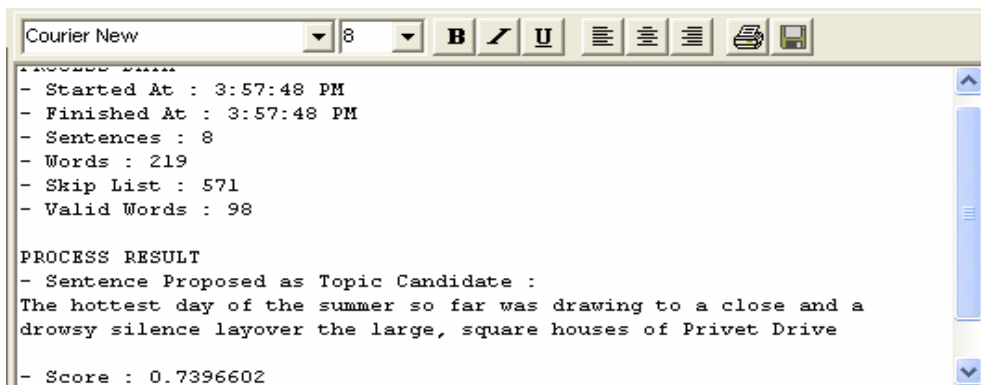 Courier New 8 B I U
PROCESS DATA
- Started At : 3:57:48 PM
- Finished At : 3:57:48 PM
- Sentences : 8
- Words : 219
- Skip List : 571
- Valid Words : 98
PROCESS RESULT
- Sentence Proposed as Topic Candidate :
The hottest day of the summer so far was drawing to a close and a
drowsy silence layover the large, square houses of Privet Drive
- Score : 0.7396602